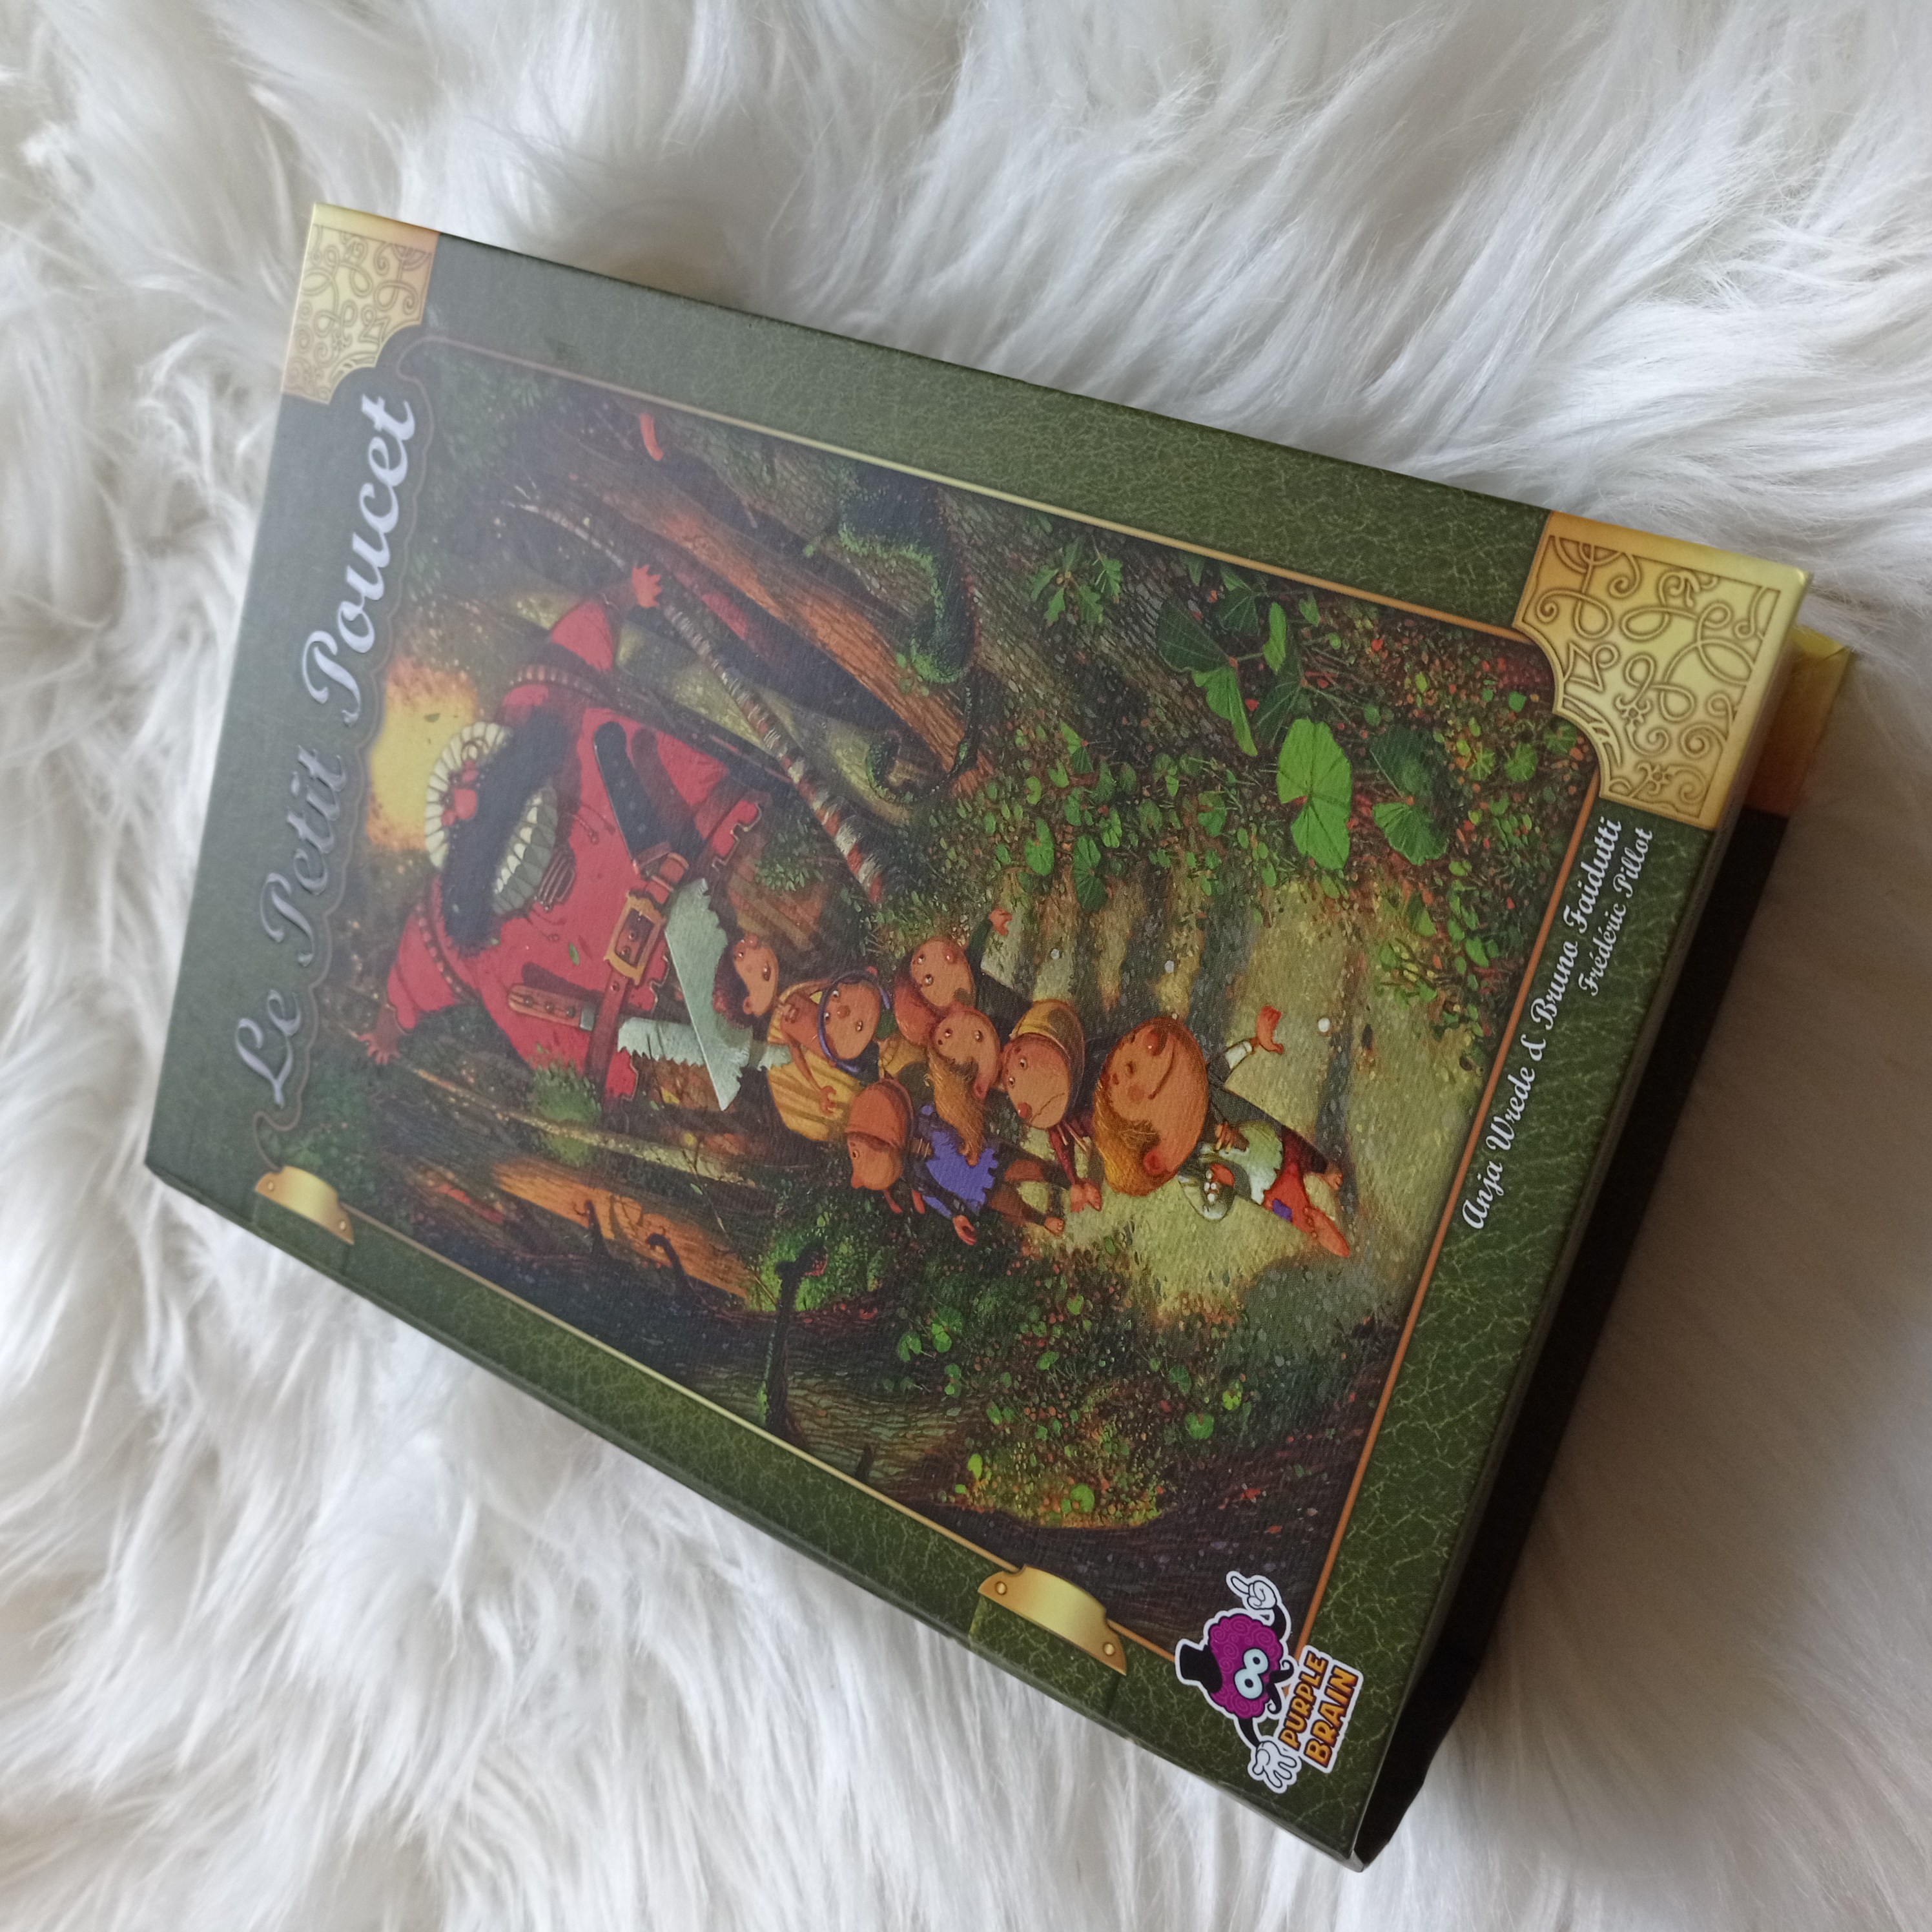 Le Petit Poucet
PURPLE
BRAIN
Anja Wrede & Bruno Faidutti
Frédéric Pillot